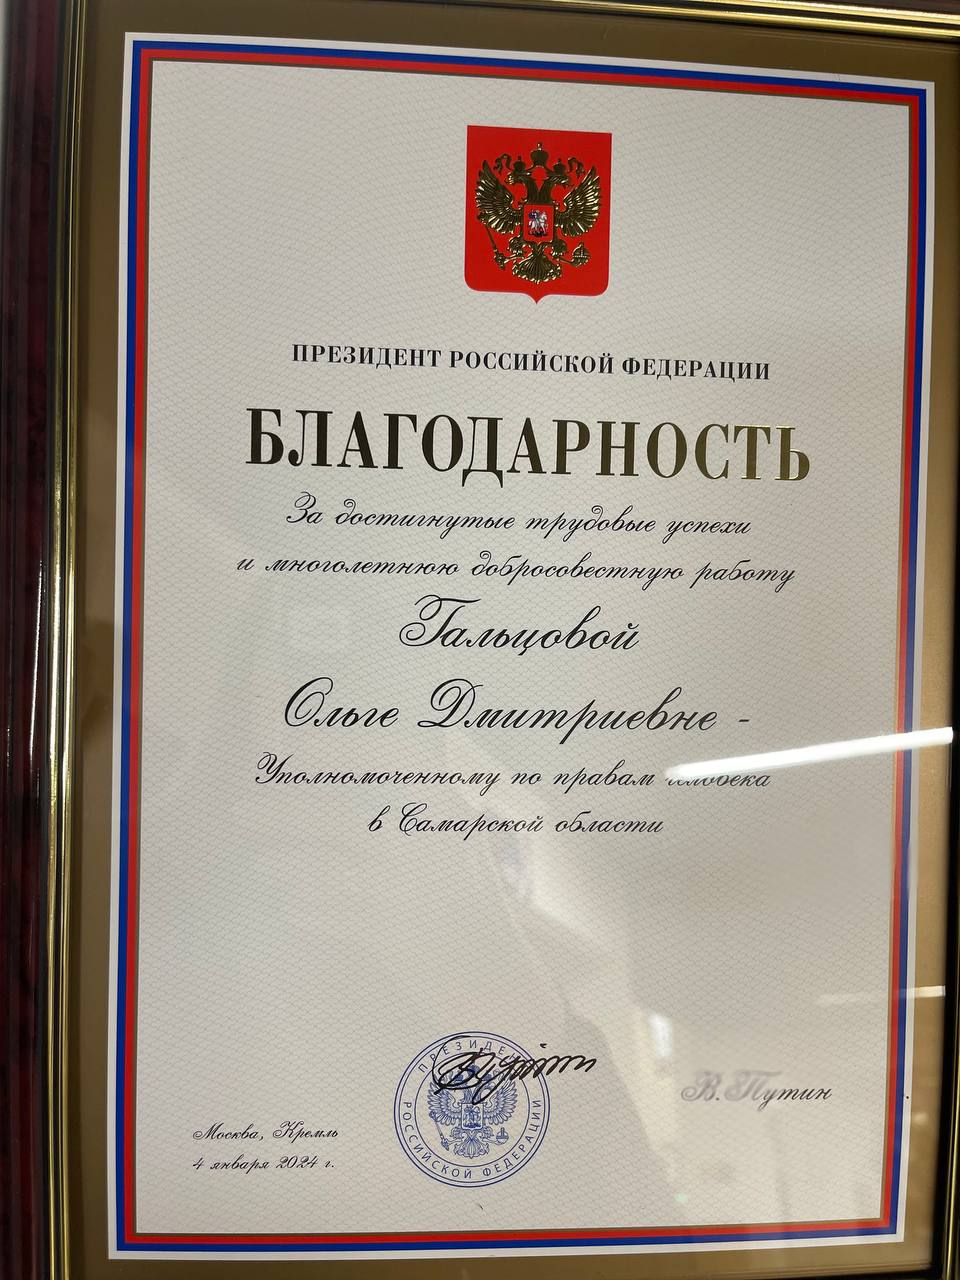 ПРЕЗИДЕНТ РОССИЙСКОЙ ФЕДЕРАЦИИ
БЛАГОДАРНОСТЬ
За достигнутые трудовые успехи
и многолетнюю добросовестную работу
Гальцовой
Ольге Дмитриевне -
Уполномоченному по правам человека
в Самарской области
ПРЕЗИДЕНТ
РОССИЙСКОЙ ФЕДЕРАЦИИ
В. Путин
Москва, Кремль
4 января 2024 г.